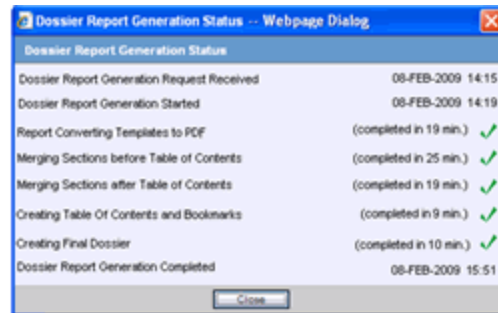 Dossier Report Generation Status -- Webpage Dialog
Dossier Report Generation Status
Dossier Report Generation Request Received 08-FEB-2009 14:15
Dossier Report Generation Started 08-FEB-2009 14:19
Report Converting Templates to PDF (completed in 19 min.)
Merging Sections before Table of Contents (completed in 25 min.)
Merging Sections after Table of Contents (completed in 19 min.)
Creating Table Of Contents and Bookmarks (completed in 9 min.)
Creating Final Dossier (completed in 10 min.)
Dossier Report Generation Completed 08-FEB-2009 15:51
Close